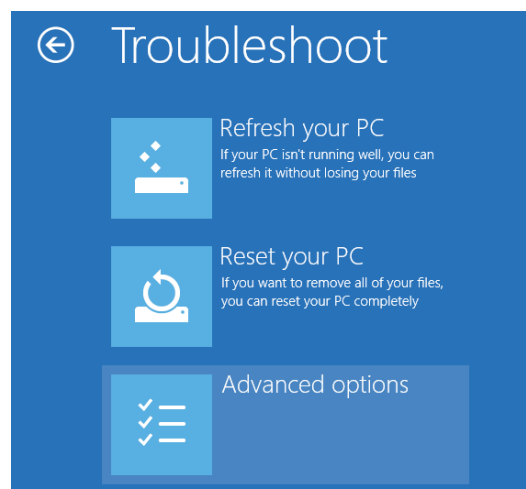 Troubleshoot
Refresh your PC
If your PC isn't running well, you can
refresh it without losing your files
Reset your PC
If you want to remove all of your files,
you can reset your PC completely
Advanced options